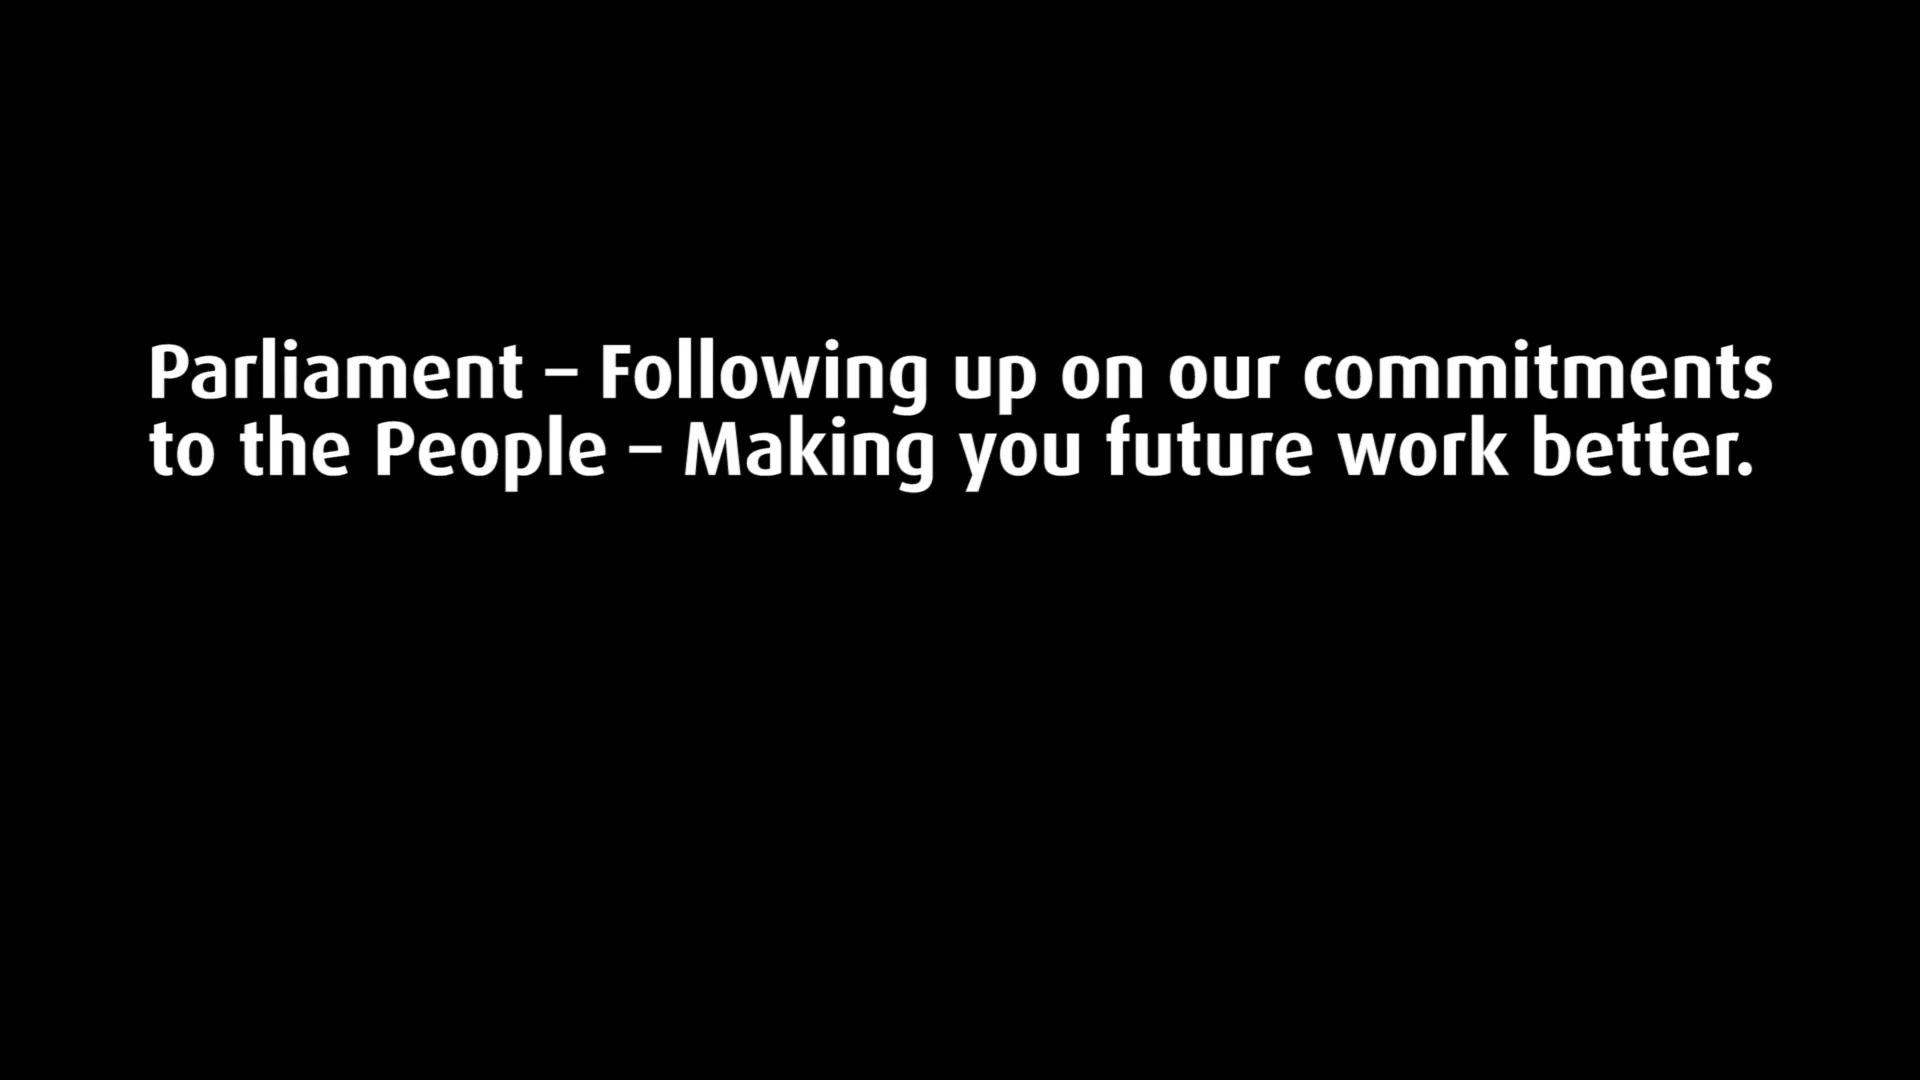 Parliament – Following up on our commitments
to the People – Making you future work better.